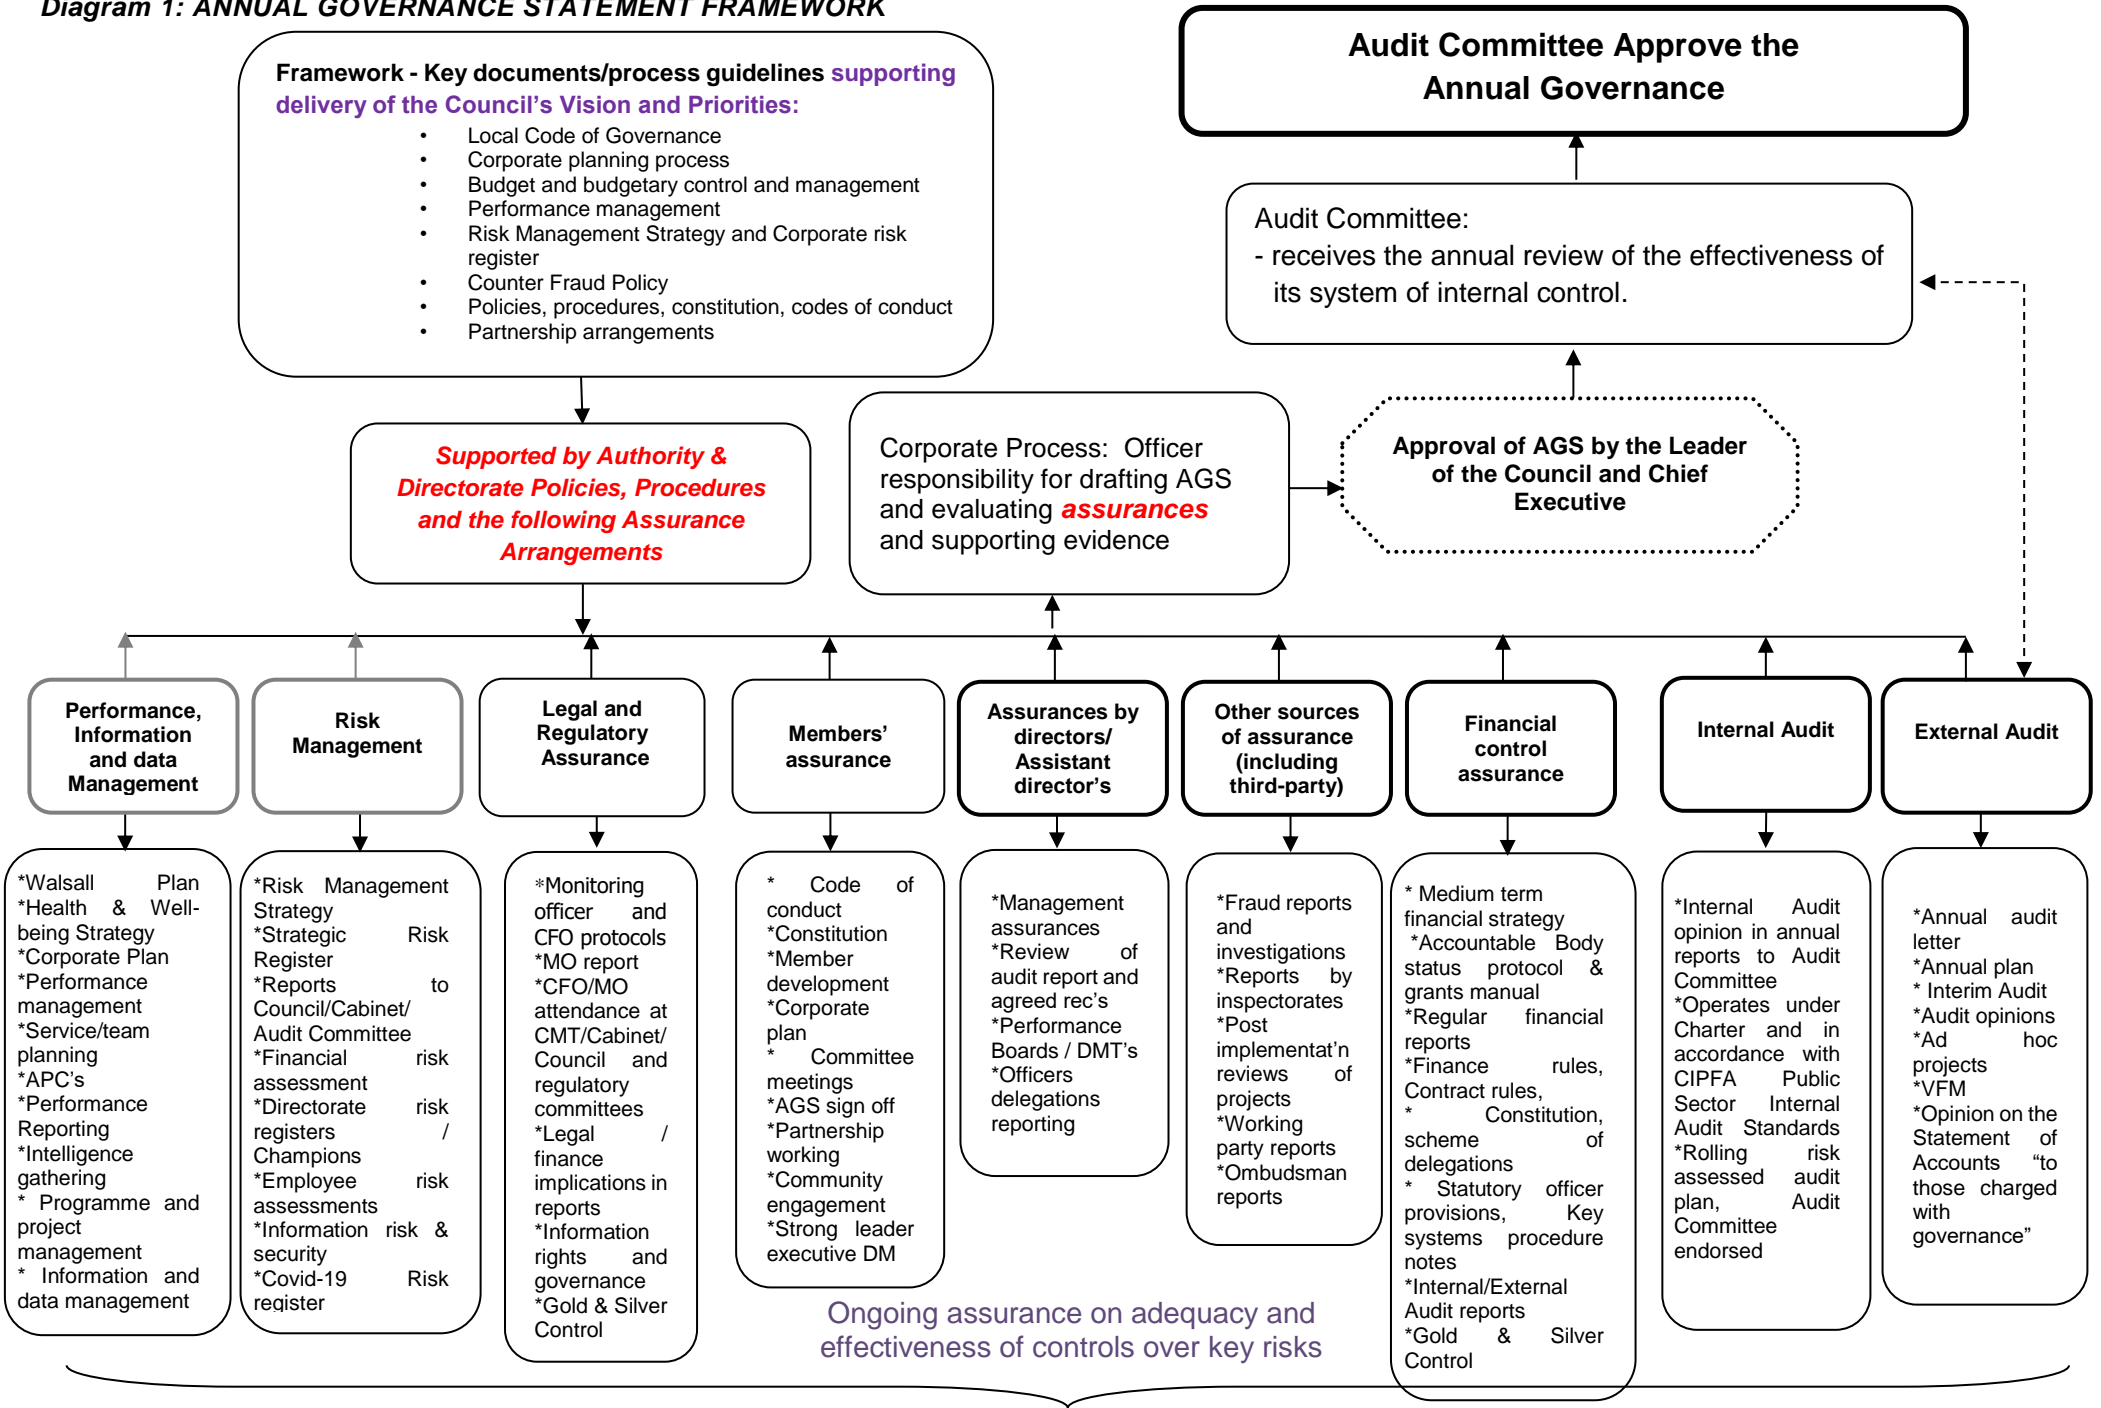 Diagram 1: ANNUAL GOVERNANCE STATEMENT FRAMEWORK
Framework - Key documents/process guidelines supporting
delivery of the Council's Vision and Priorities:
• Local Code of Governance
• Corporate planning process
• Budget and budgetary control and management
• Performance management
• Risk Management Strategy and Corporate risk
register
• Counter Fraud Policy
• Policies, procedures, constitution, codes of conduct
• Partnership arrangements
Audit Committee Approve the
Annual Governance
Audit Committee:
- receives the annual review of the effectiveness of
its system of internal control.
Supported by Authority &
Directorate Policies, Procedures
and the following Assurance
Arrangements
Corporate Process: Officer
responsibility for drafting AGS
and evaluating assurances
and supporting evidence
Approval of AGS by the Leader
of the Council and Chief
Executive
Performance,
Information
and data
Management
Risk
Management
Legal and
Regulatory
Assurance
Members'
assurance
Assurances by
directors/
Assistant
director's
Other sources
of assurance
(including
third-party)
Financial
control
assurance
Internal Audit
External Audit
*Walsall Plan
*Health & Well-
being Strategy
*Corporate Plan
*Performance
management
*Service/team
planning
*APC's
*Performance
Reporting
*Intelligence
gathering
* Programme and
project
management
* Information and
data management
*Risk Management
Strategy
*Strategic Risk
Register
*Reports to
Council/Cabinet/
Audit Committee
*Financial risk
assessment
*Directorate risk
registers /
Champions
*Employee risk
assessments
*Information risk &
security
*Covid-19 Risk
register
*Monitoring
officer and
CFO protocols
*MO report
*CFO/MO
attendance at
CMT/Cabinet/
Council and
regulatory
committees
*Legal /
finance
implications in
reports
*Information
rights and
governance
*Gold & Silver
Control
* Code of
conduct
*Constitution
*Member
development
*Corporate
plan
* Committee
meetings
*AGS sign off
*Partnership
working
*Community
engagement
*Strong leader
executive DM
*Management
assurances
*Review of
audit report and
agreed rec's
*Performance
Boards / DMT's
*Officers
delegations
reporting
*Fraud reports
and
investigations
*Reports by
inspectorates
*Post
implementat'n
reviews of
projects
*Working
party reports
*Ombudsman
reports
* Medium term
financial strategy
*Accountable Body
status protocol &
grants manual
*Regular financial
reports
*Finance rules,
Contract rules,
* Constitution,
scheme of
delegations
* Statutory officer
provisions, Key
systems procedure
notes
*Internal/External
Audit reports
*Gold & Silver
Control
*Internal Audit
opinion in annual
reports to Audit
Committee
*Operates under
Charter and in
accordance with
CIPFA Public
Sector Internal
Audit Standards
*Rolling risk
assessed audit
plan, Audit
Committee
endorsed
*Annual audit
letter
*Annual plan
* Interim Audit
*Audit opinions
*Ad hoc
projects
*VFM
*Opinion on the
Statement of
Accounts “to
those charged
with
governance”
Ongoing assurance on adequacy and
effectiveness of controls over key risks